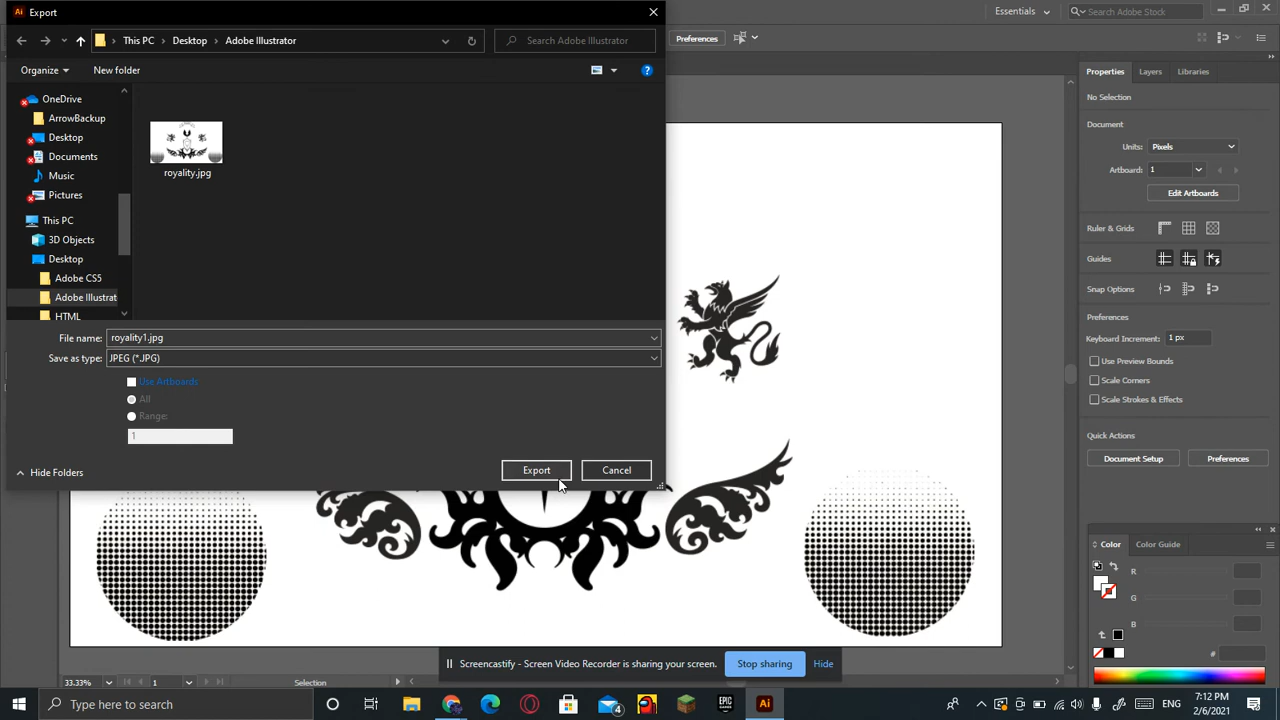 Ai Export
Essentials
Search Adobe Stock
This PC > Desktop > Adobe Illustrator
Search Adobe Illustrator
Preferences
Organize
New folder
Properties
Layers
Libraries
No Selection
OneDrive
ArrowBackup
Desktop
Documents
Music
Pictures
This PC
3D Objects
Desktop
Adobe CS5
Adobe Illustrat
HTML
royality.jpg
Document
Units:
Pixels
Artboard:
1
Edit Artboards
Ruler & Grids
Guides
Snap Options
Preferences
Keyboard Increment:
1 px
Use Preview Bounds
Scale Corners
Scale Strokes & Effects
Quick Actions
Document Setup
Preferences
File name:
royality1.jpg
Save as type:
JPEG (*.JPG)
Use Artboards
All
Range:
1
Hide Folders
Export
Cancel
Color
Color Guide
R
G
B
#
Screencastify - Screen Video Recorder is sharing your screen.
Stop sharing
Hide
33.33%
1
Selection
Type here to search
4
EPIC
GAMES
Ai
7:12 PM
2/6/2021